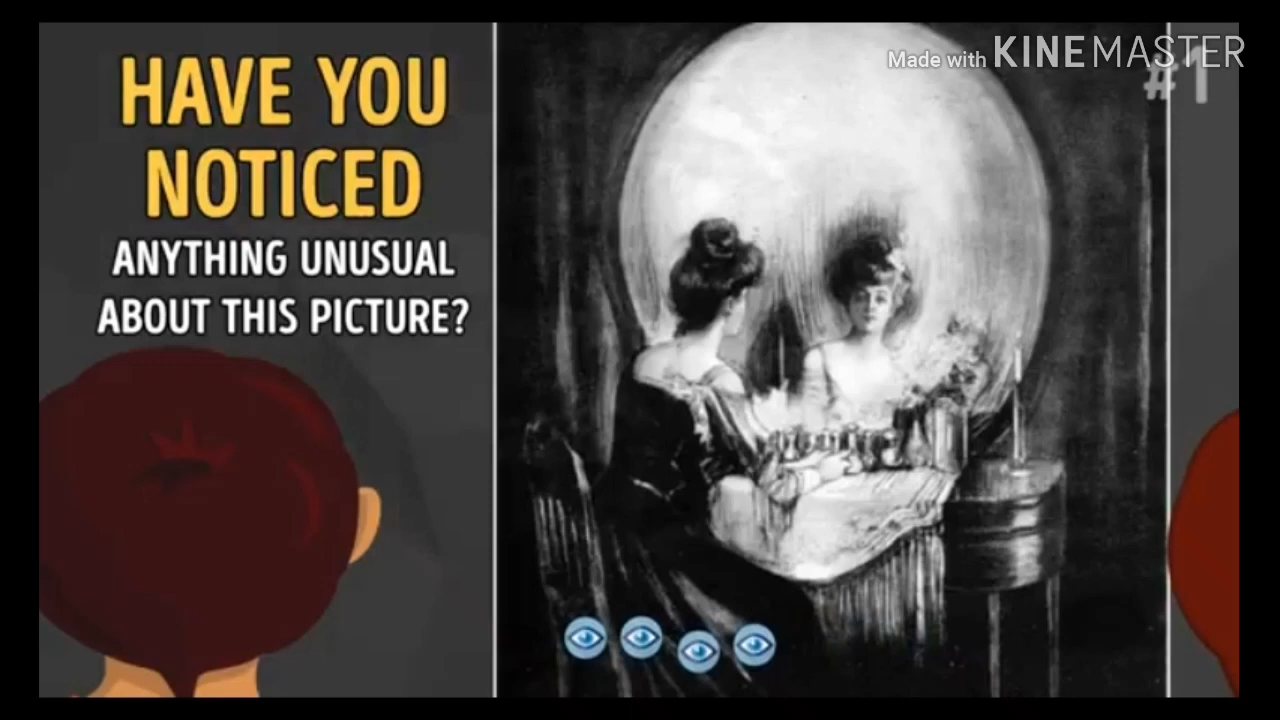 HAVE YOU
NOTICED
ANYTHING UNUSUAL
ABOUT THIS PICTURE?
Made with KINEMASTER
#1